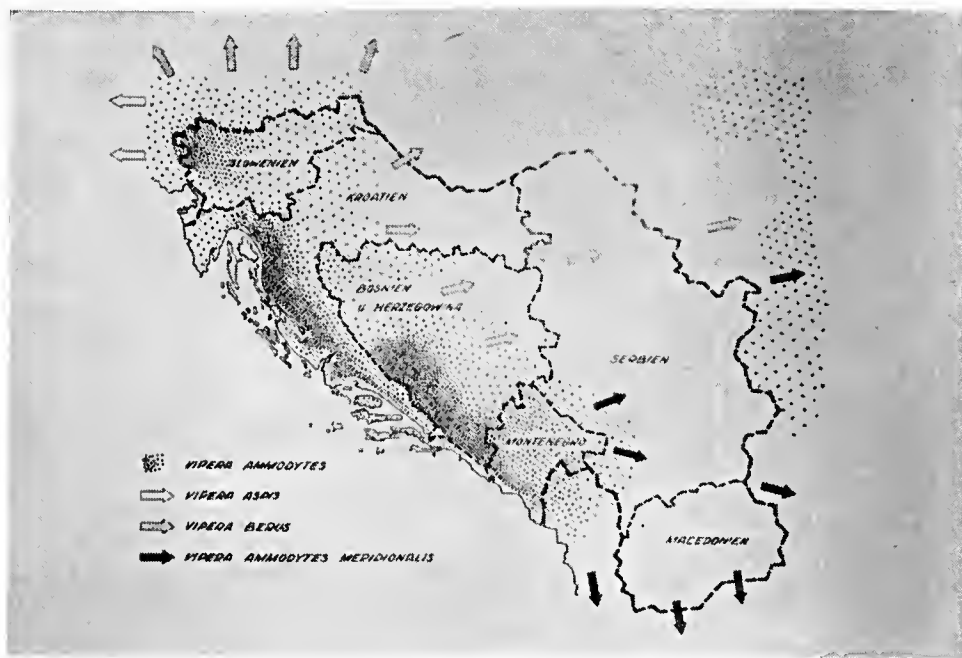 SLOWENIEN
KROATIEN
BOSNIEN
U HERZEGOWINA
SERBIEN
MONTENEGRO
MACEDONIEN
VIPERA AMMODYTES
VIPERA ASPIS
VIPERA BERUS
VIPERA AMMODYTES MERIDIONALIS